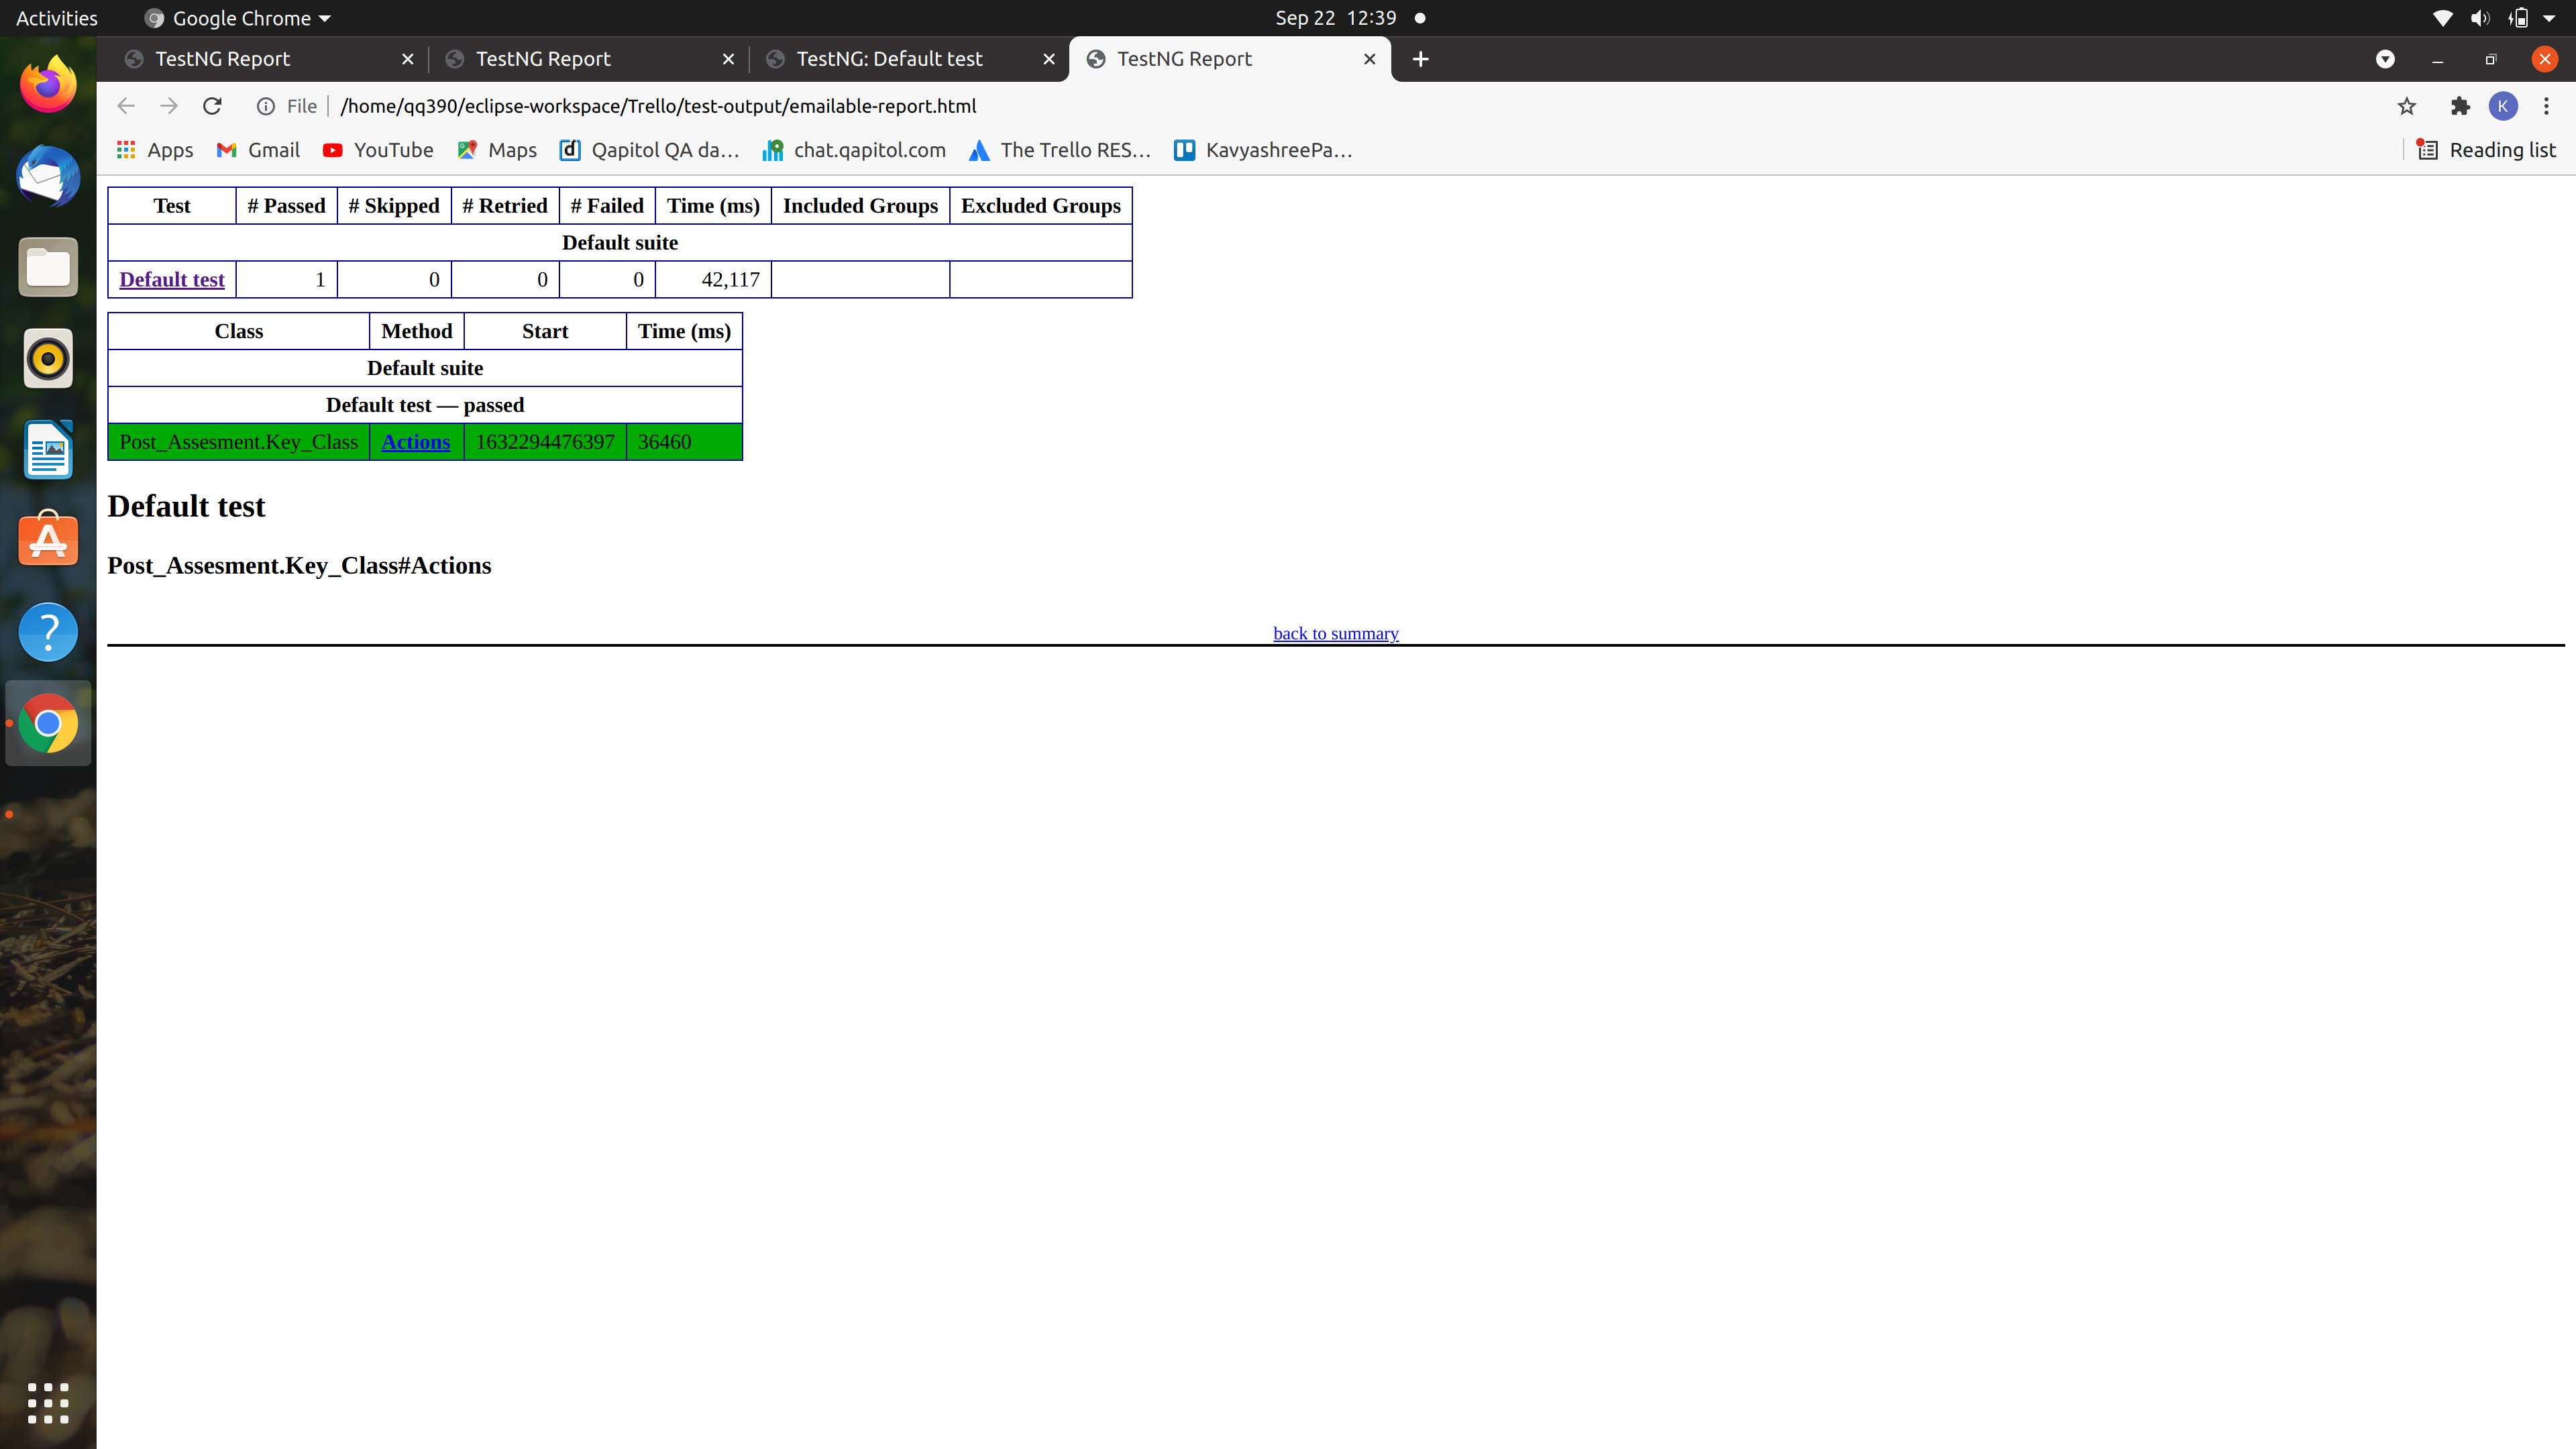 Activities Google Chrome Sep 22 12:39
TestNG Report TestNG Report TestNG: Default test TestNG Report
File /home/qq390/eclipse-workspace/Trello/test-output/emailable-report.html K
Apps Gmail YouTube Maps Qapitol QA da... chat.qapitol.com The Trello RES... KavyashreePa... Reading list
Test # Passed # Skipped # Retried # Failed Time (ms) Included Groups Excluded Groups
Default suite
Default test 1 0 0 0 42,117
Class Method Start Time (ms)
Default suite
Default test — passed
Post_Assesment.Key_Class Actions 1632294476397 36460
Default test
Post_Assesment.Key_Class#Actions
back to summary